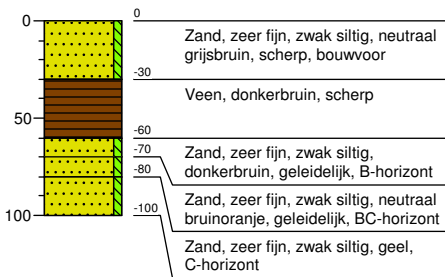 0
0
Zand, zeer fijn, zwak siltig, neutraal
grijsbruin, scherp, bouwvoor
-30
Veen, donkerbruin, scherp
50
-60
Zand, zeer fijn, zwak siltig,
donkerbruin, geleidelijk, B-horizont
-70
-80
Zand, zeer fijn, zwak siltig, neutraal
bruinoranje, geleidelijk, BC-horizont
100
-100
Zand, zeer fijn, zwak siltig, geel,
C-horizont